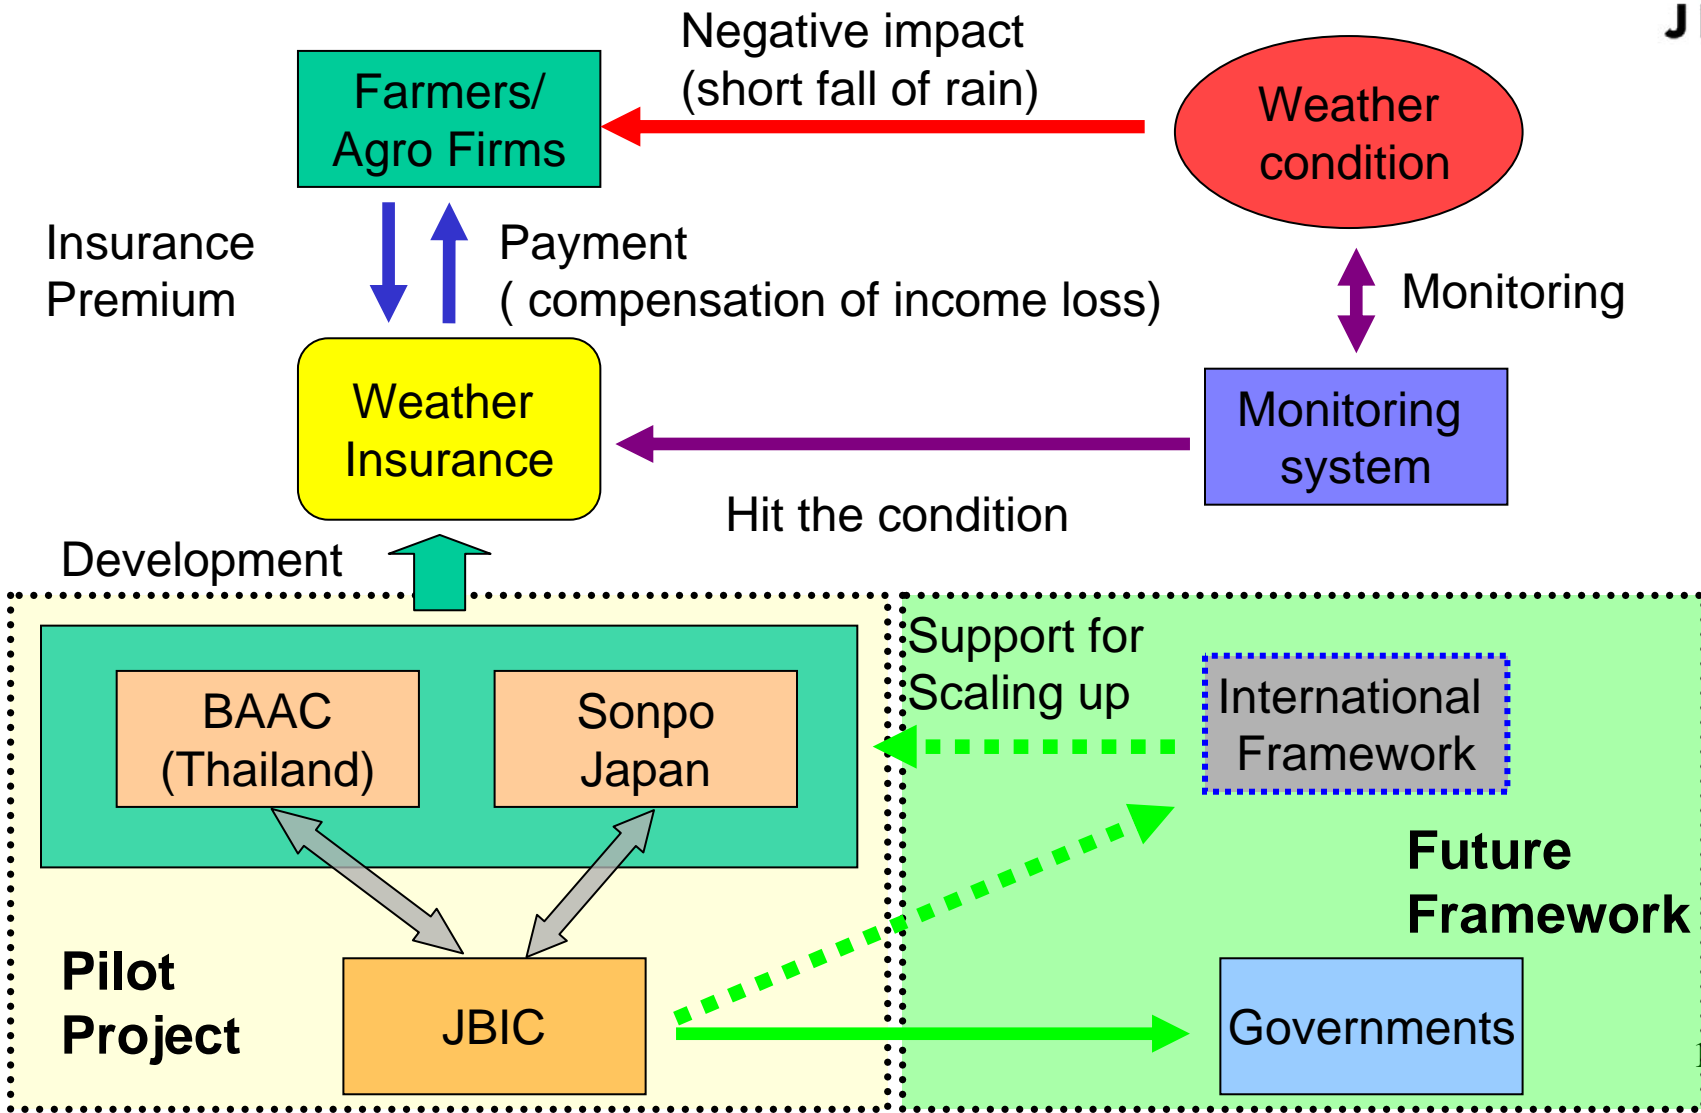 Negative impact
(short fall of rain)
J
Farmers/
Agro Firms
Weather
condition
Insurance
Premium
Payment
( compensation of income loss)
Monitoring
Weather
Insurance
Monitoring
system
Hit the condition
Development
Support for
Scaling up
International
Framework
BAAC
(Thailand)
Sonpo
Japan
Future
Framework
Pilot
Project
JBIC
Governments
1